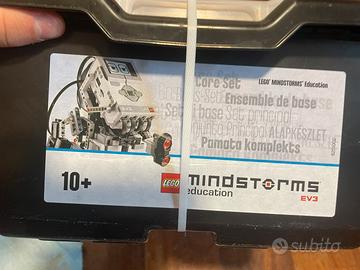 Core Set
LEGO® MINDSTORMS® Education
Ensemble de base
ALAPKÉSZLET
Pamata komplekts
10+
LEGO mindstorms
education
EV3
subito